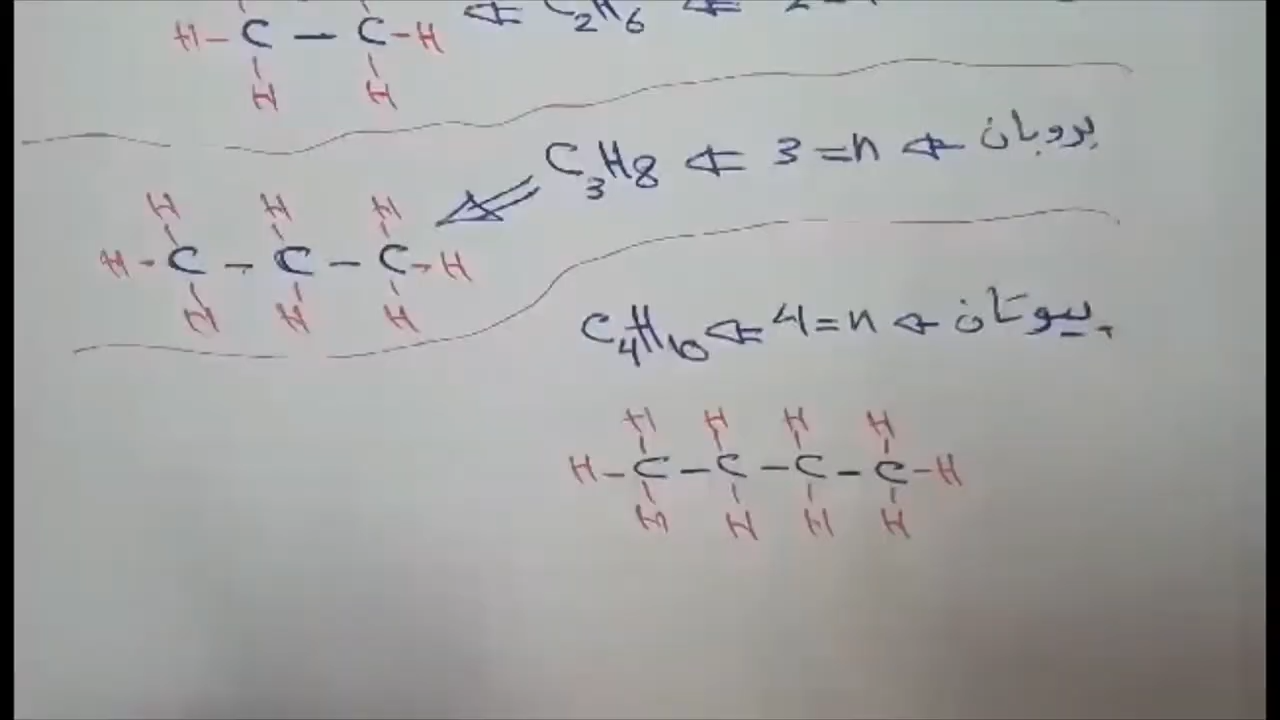 C2H6 ⇐
H - C - C - H
H H
بروبان ⇐ n = 3 ⇐ C3H8
H H H
H - C - C - C - H
H H H
بيوتان ⇐ n = 4 ⇐ C4H10
H H H H
H - C - C - C - C - H
H H H H